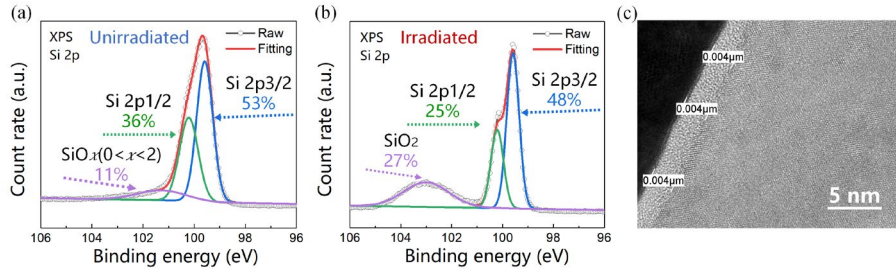 (a)
XPS
Si 2p
Unirradiated
Raw
Fitting
Si 2p1/2
36%
Si 2p3/2
53%
SiOx(0<x<2)
11%
Count rate (a.u.)
106 104 102 100 98 96
Binding energy (eV)
(b)
XPS
Si 2p
Irradiated
Raw
Fitting
Si 2p1/2
25%
Si 2p3/2
48%
SiO2
27%
Count rate (a.u.)
106 104 102 100 98 96
Binding energy (eV)
(c)
0.004μm
0.004μm
0.004μm
5 nm